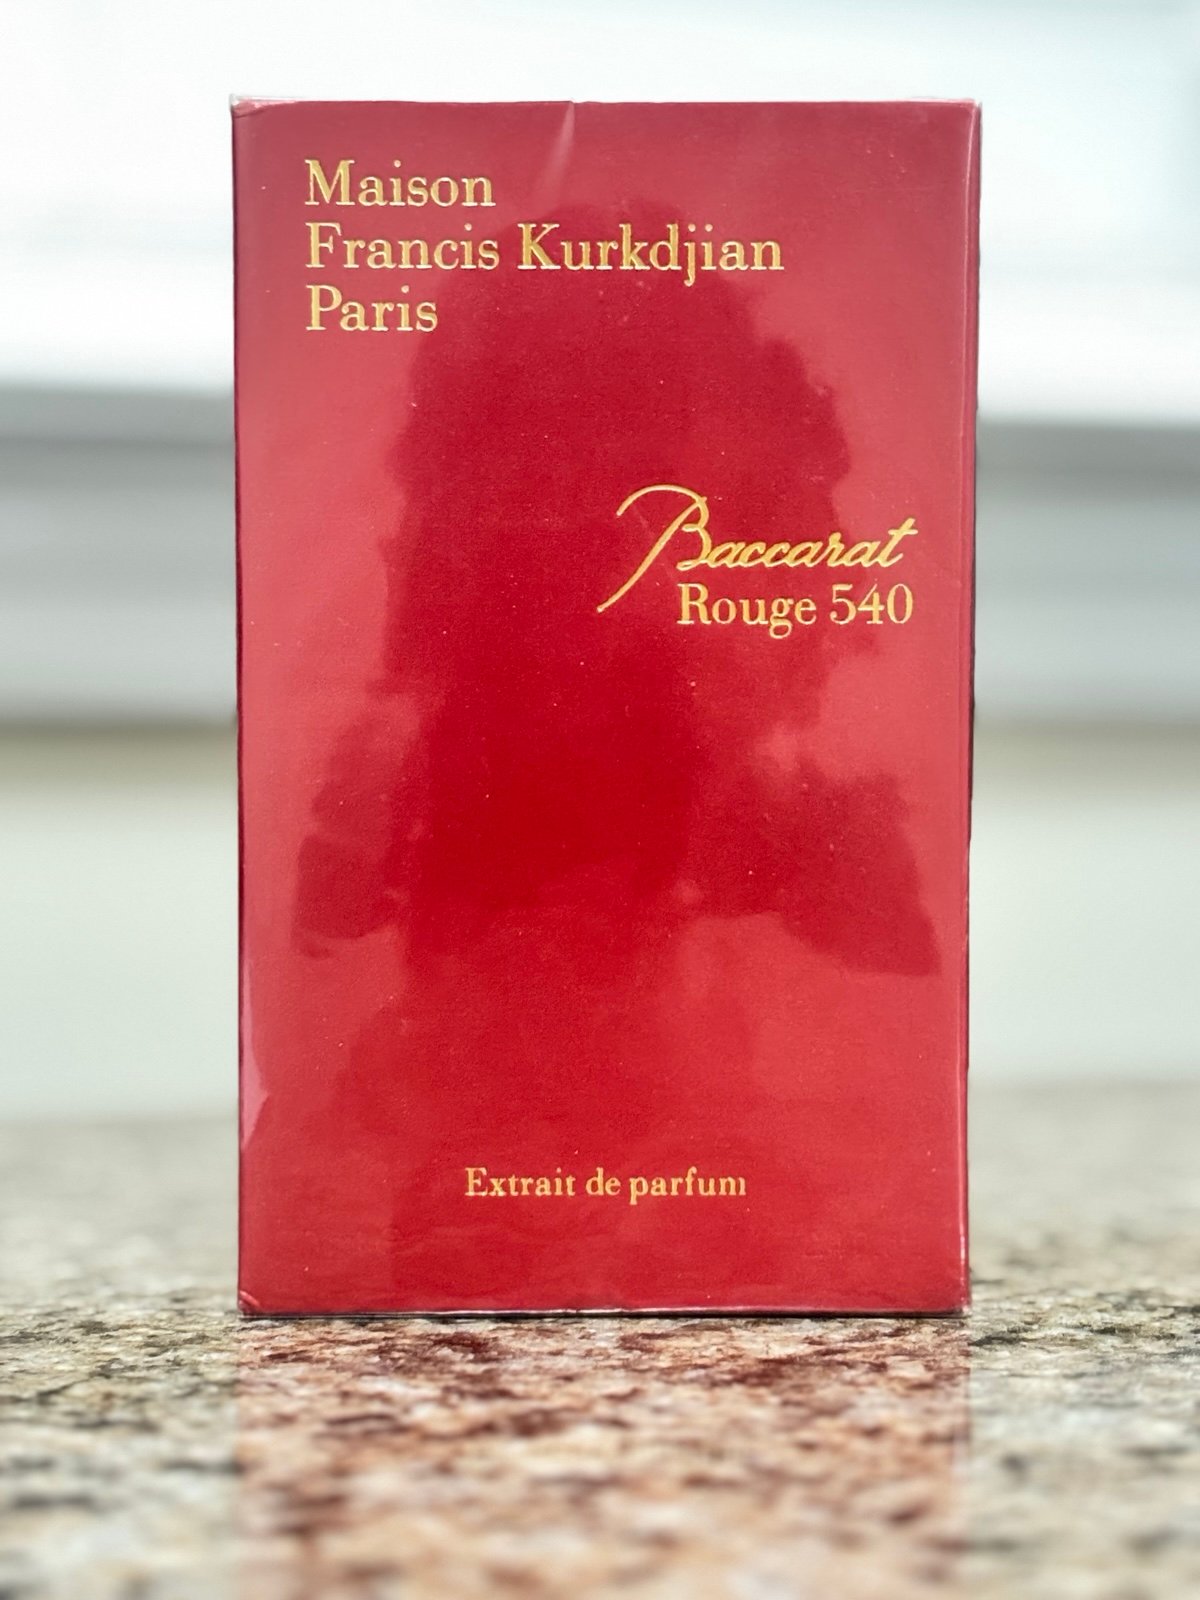 Maison
Francis Kurkdjian
Paris
Baccarat
Rouge 540
Extrait de parfum